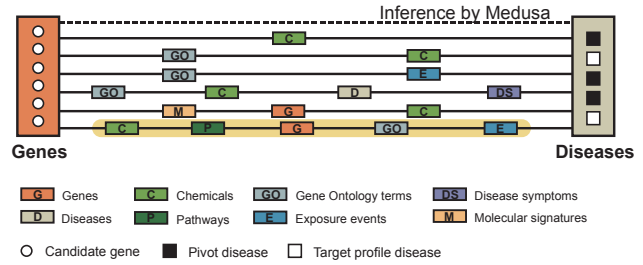 Inference by Medusa
C
GO C
GO E
GO C D DS
M G C
C P G GO E
Genes Diseases
G Genes C Chemicals GO Gene Ontology terms DS Disease symptoms
D Diseases P Pathways E Exposure events M Molecular signatures
Candidate gene Pivot disease Target profile disease